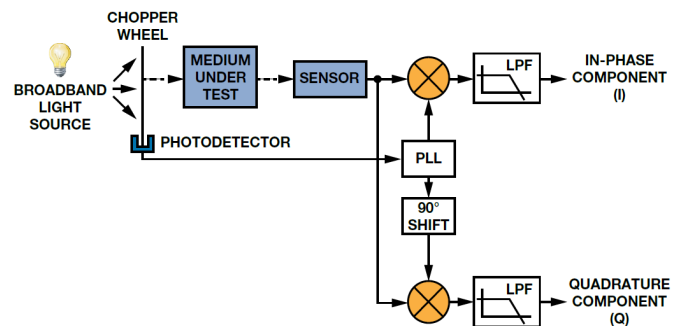 CHOPPER
WHEEL
BROADBAND
LIGHT
SOURCE
MEDIUM
UNDER
TEST
SENSOR
LPF
IN-PHASE
COMPONENT
(I)
PHOTODETECTOR
PLL
90°
SHIFT
LPF
QUADRATURE
COMPONENT
(Q)